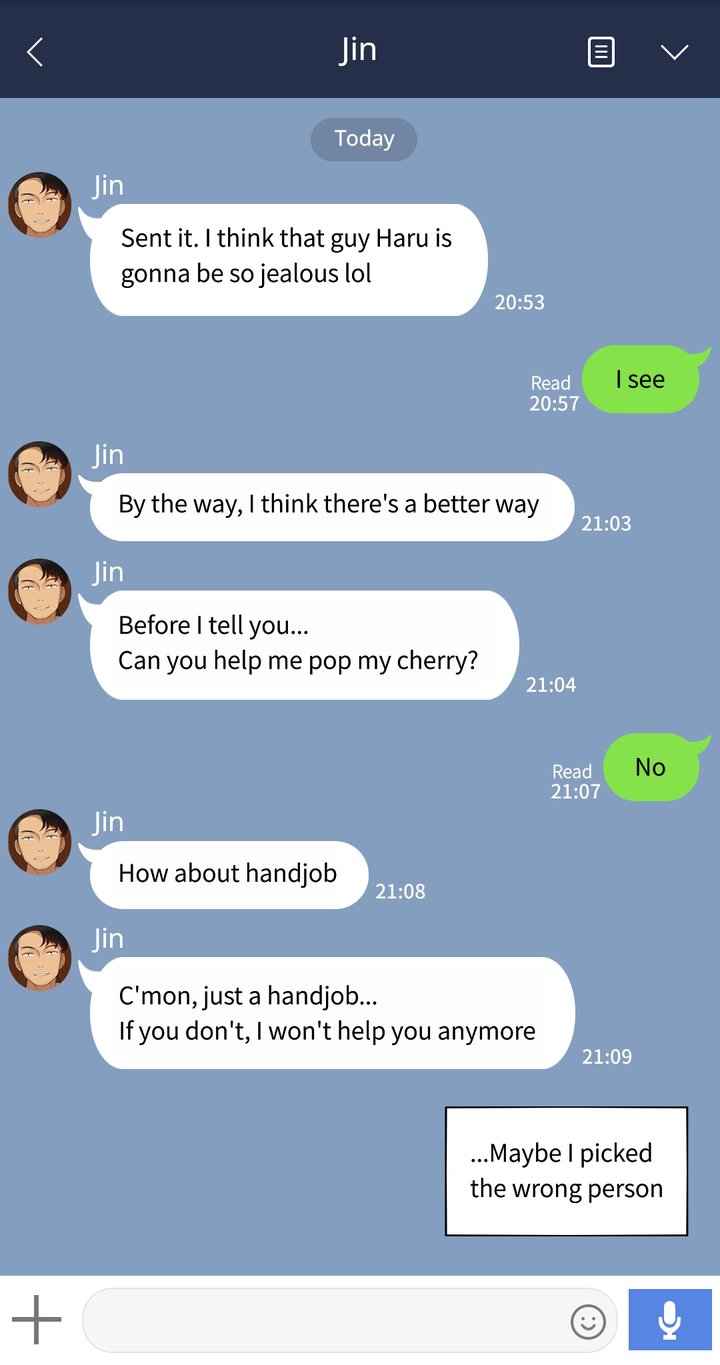 Jin
Today
Jin
Sent it. I think that guy Haru is
gonna be so jealous lol
20:53
I see
Read
20:57
Jin
By the way, I think there's a better way
21:03
Jin
Before I tell you...
Can you help me pop my cherry?
21:04
No
Read
21:07
Jin
How about handjob
21:08
Jin
C'mon, just a handjob...
If you don't, I won't help you anymore
21:09
...Maybe I picked
the wrong person